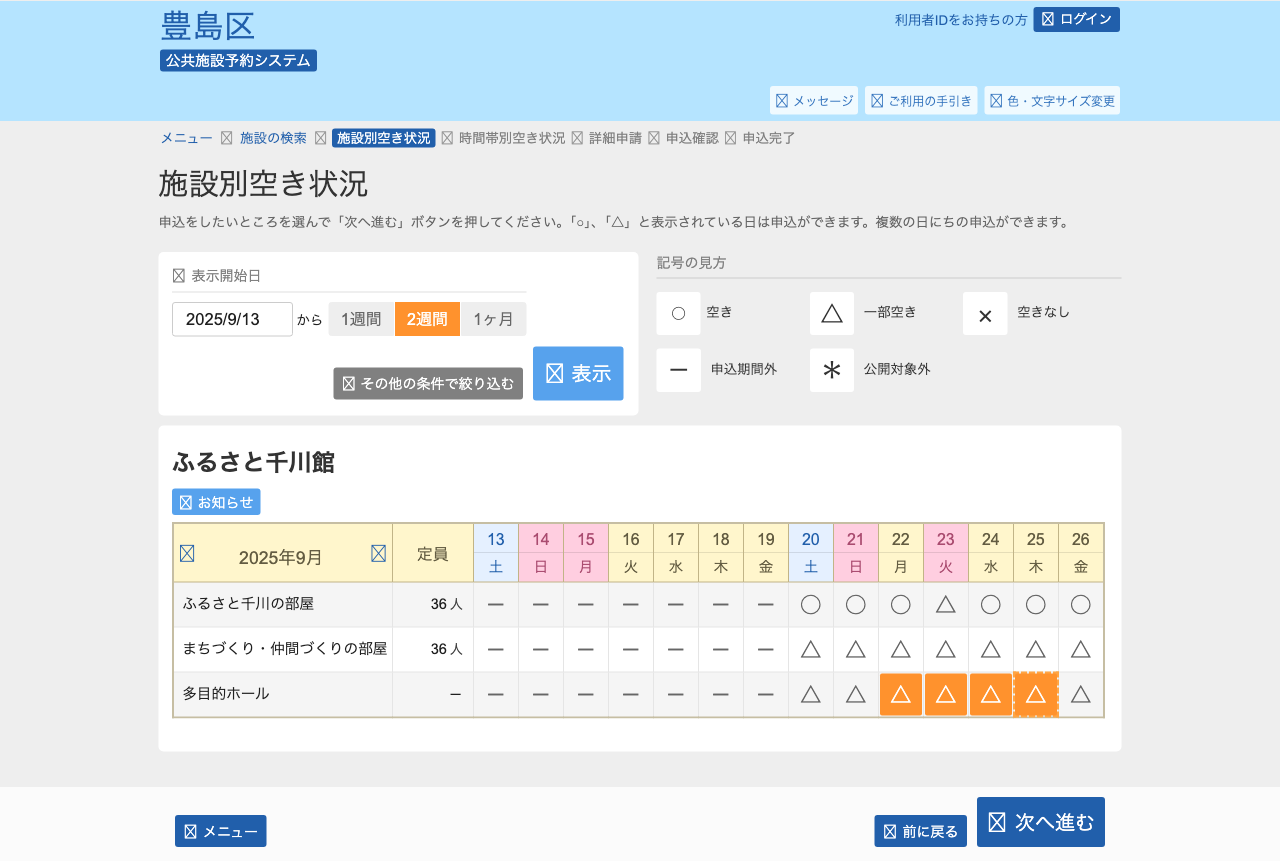 豊島区
公共施設予約システム
利用者IDをお持ちの方 ログイン
メッセージ ご利用の手引き 色・文字サイズ変更
メニュー 施設の検索 施設別空き状況 時間帯別空き状況 詳細申請 申込確認 申込完了
施設別空き状況
申込をしたいところを選んで「次へ進む」ボタンを押してください。「○」、「△」と表示されている日は申込ができます。複数の日にちの申込ができます。
表示開始日
2025/9/13 から 1週間 2週間 1ヶ月
その他の条件で絞り込む 表示
記号の見方
○ 空き △ 一部空き × 空きなし
ー 申込期間外 ＊ 公開対象外
ふるさと千川館
お知らせ
2025年9月 定員 13 14 15 16 17 18 19 20 21 22 23 24 25 26
土 日 月 火 水 木 金 土 日 月 火 水 木 金
ふるさと千川の部屋 36 人 ー ー ー ー ー ー ー ○ ○ ○ △ ○ ○ ○
まちづくり・仲間づくりの部屋 36 人 ー ー ー ー ー ー ー △ △ △ △ △ △ △
多目的ホール ー ー ー ー ー ー ー ー △ △ △ △ △ △ △
メニュー 前に戻る 次へ進む